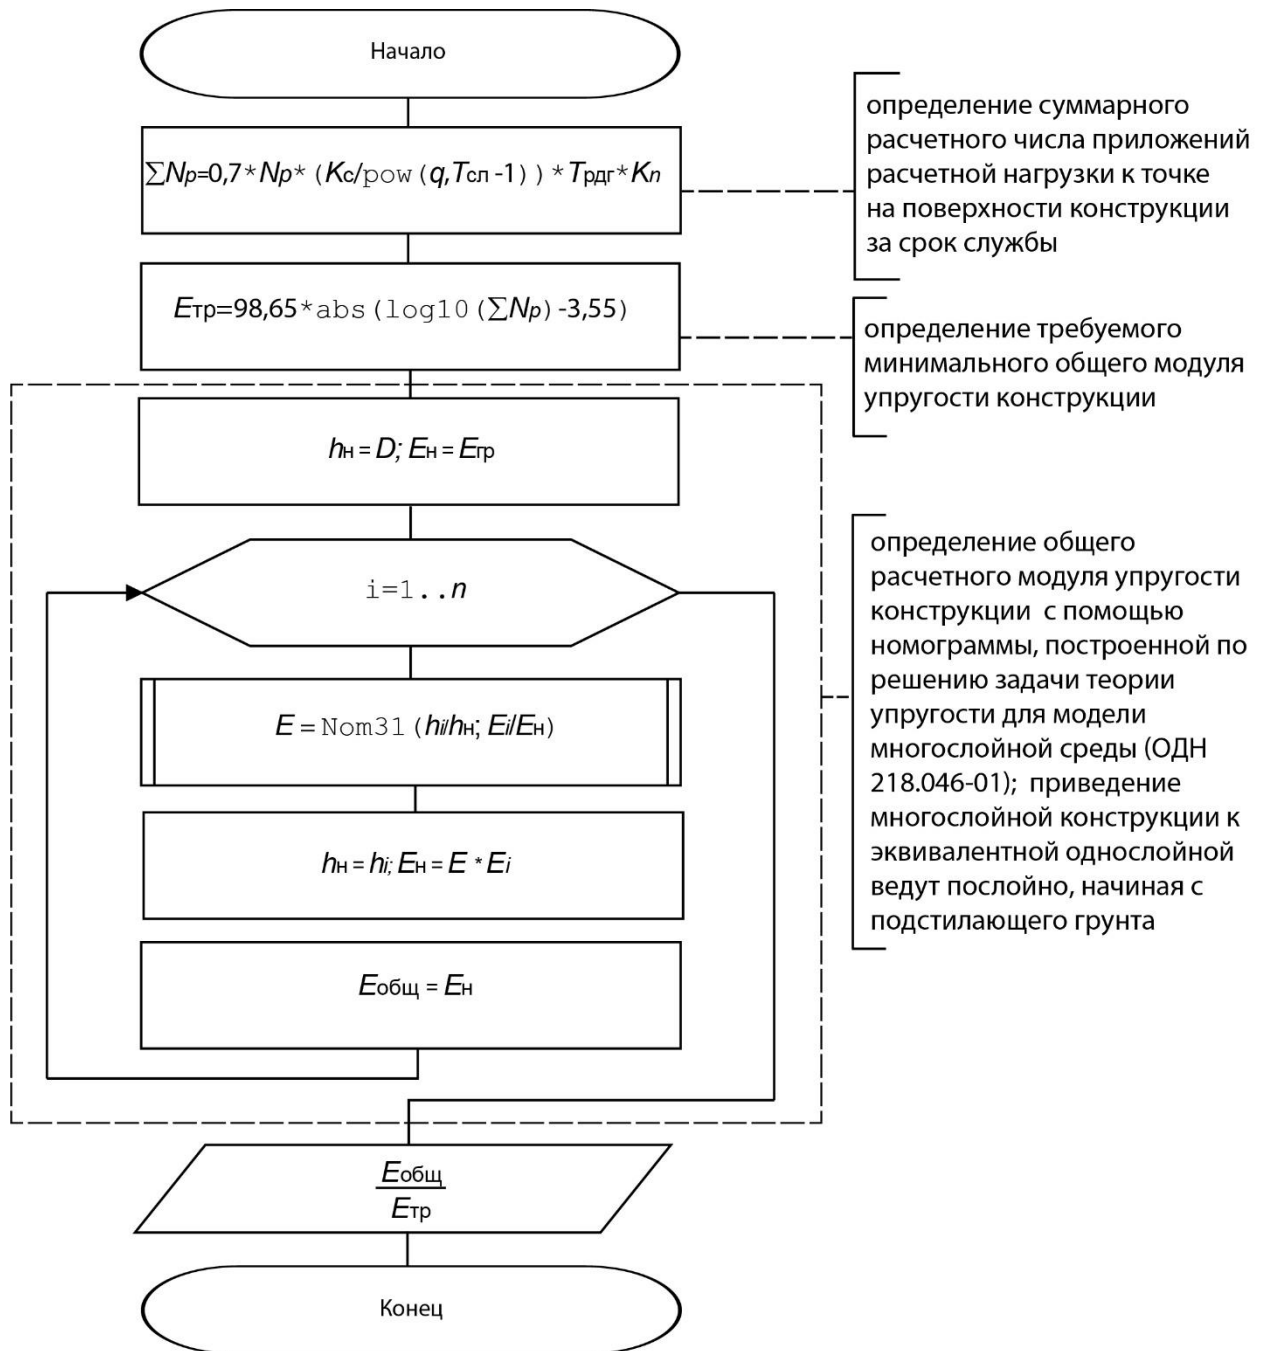 Начало
∑Np=0,7*Np*(Kс/pow(q,Tсл -1))*Tрдг*Kn
определение суммарного
расчетного числа приложений
расчетной нагрузки к точке
на поверхности конструкции
за срок службы
Eтр=98,65*abs(log10(∑Np)-3,55)
определение требуемого
минимального общего модуля
упругости конструкции
hн = D; Eн = Eгр
i=1..n
E = Nom31(hi/hн; Ei/Eн)
hн = hi; Eн = E * Ei
Eобщ = Eн
определение общего
расчетного модуля упругости
конструкции с помощью
номограммы, построенной по
решению задачи теории
упругости для модели
многослойной среды (ОДН
218.046-01); приведение
многослойной конструкции к
эквивалентной однослойной
ведут послойно, начиная с
подстилающего грунта
Eобщ
Eтр
Конец